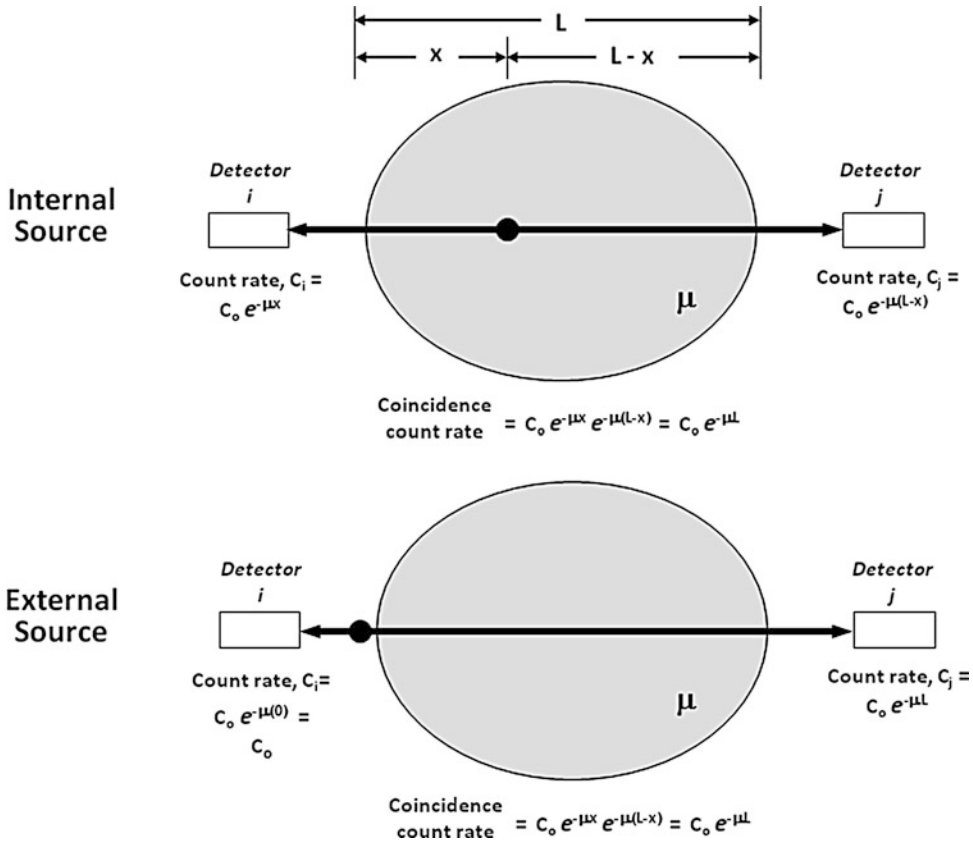 L
x
L - x
Internal
Source
Detector
i
Detector
j
Count rate, Cᵢ =
Cₒ e^-μx
Count rate, Cⱼ =
Cₒ e^-μ(L-x)
μ
Coincidence
count rate = Cₒ e^-μx e^-μ(L-x) = Cₒ e^-μL
External
Source
Detector
i
Detector
j
Count rate, Cᵢ=
Cₒ e^-μ(0) =
Cₒ
Count rate, Cⱼ =
Cₒ e^-μL
μ
Coincidence
count rate = Cₒ e^-μx e^-μ(L-x) = Cₒ e^-μL